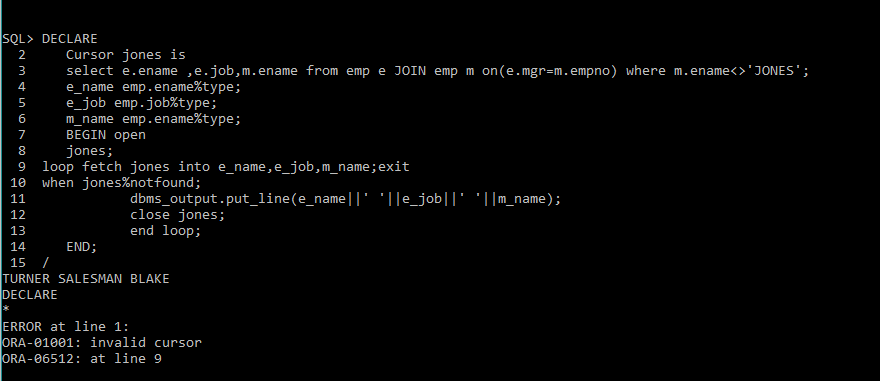 SQL> DECLARE
  2     Cursor jones is
  3     select e.ename ,e.job,m.ename from emp e JOIN emp m on(e.mgr=m.empno) where m.ename<>'JONES';
  4     e_name emp.ename%type;
  5     e_job emp.job%type;
  6     m_name emp.ename%type;
  7     BEGIN open
  8     jones;
  9  loop fetch jones into e_name,e_job,m_name;exit
 10  when jones%notfound;
 11             dbms_output.put_line(e_name||' '||e_job||' '||m_name);
 12             close jones;
 13             end loop;
 14     END;
 15  /
TURNER SALESMAN BLAKE
DECLARE
*
ERROR at line 1:
ORA-01001: invalid cursor
ORA-06512: at line 9